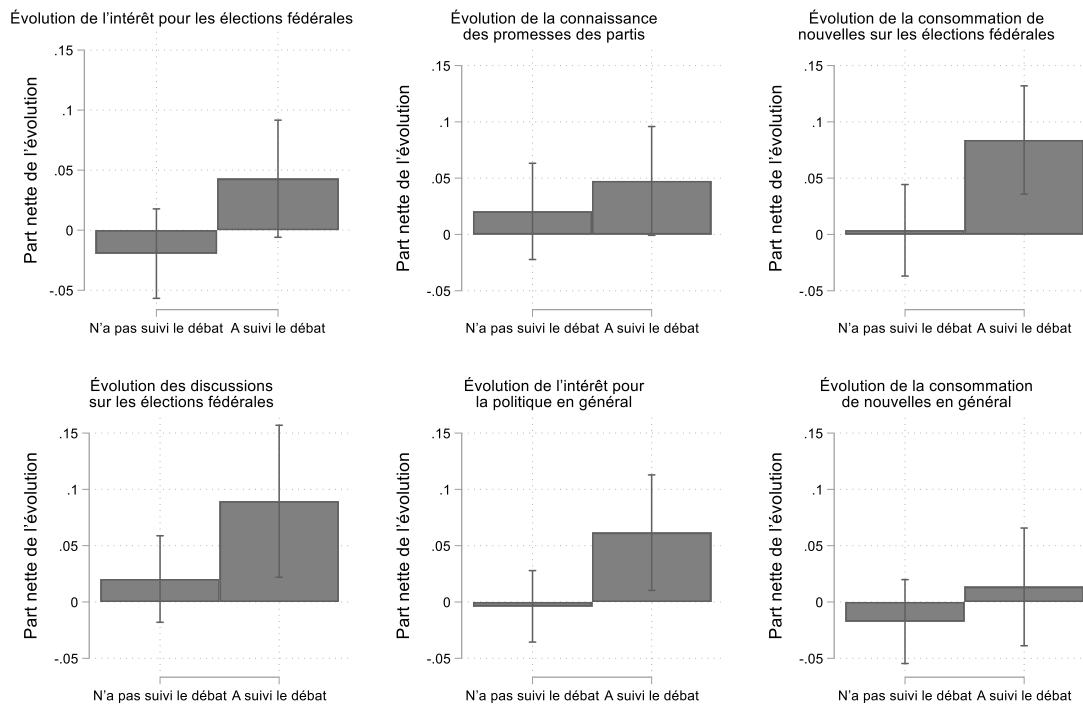 Évolution de l’intérêt pour les élections fédérales
Part nette de l’évolution
.15
.1
.05
0
-.05
N’a pas suivi le débat A suivi le débat
Évolution de la connaissance
des promesses des partis
Part nette de l’évolution
.15
.1
.05
0
-.05
N’a pas suivi le débat A suivi le débat
Évolution de la consommation de
nouvelles sur les élections fédérales
Part nette de l’évolution
.15
.1
.05
0
-.05
N’a pas suivi le débat A suivi le débat
Évolution des discussions
sur les élections fédérales
Part nette de l’évolution
.15
.1
.05
0
-.05
N’a pas suivi le débat A suivi le débat
Évolution de l’intérêt pour
la politique en général
Part nette de l’évolution
.15
.1
.05
0
-.05
N’a pas suivi le débat A suivi le débat
Évolution de la consommation
de nouvelles en général
Part nette de l’évolution
.15
.1
.05
0
-.05
N’a pas suivi le débat A suivi le débat